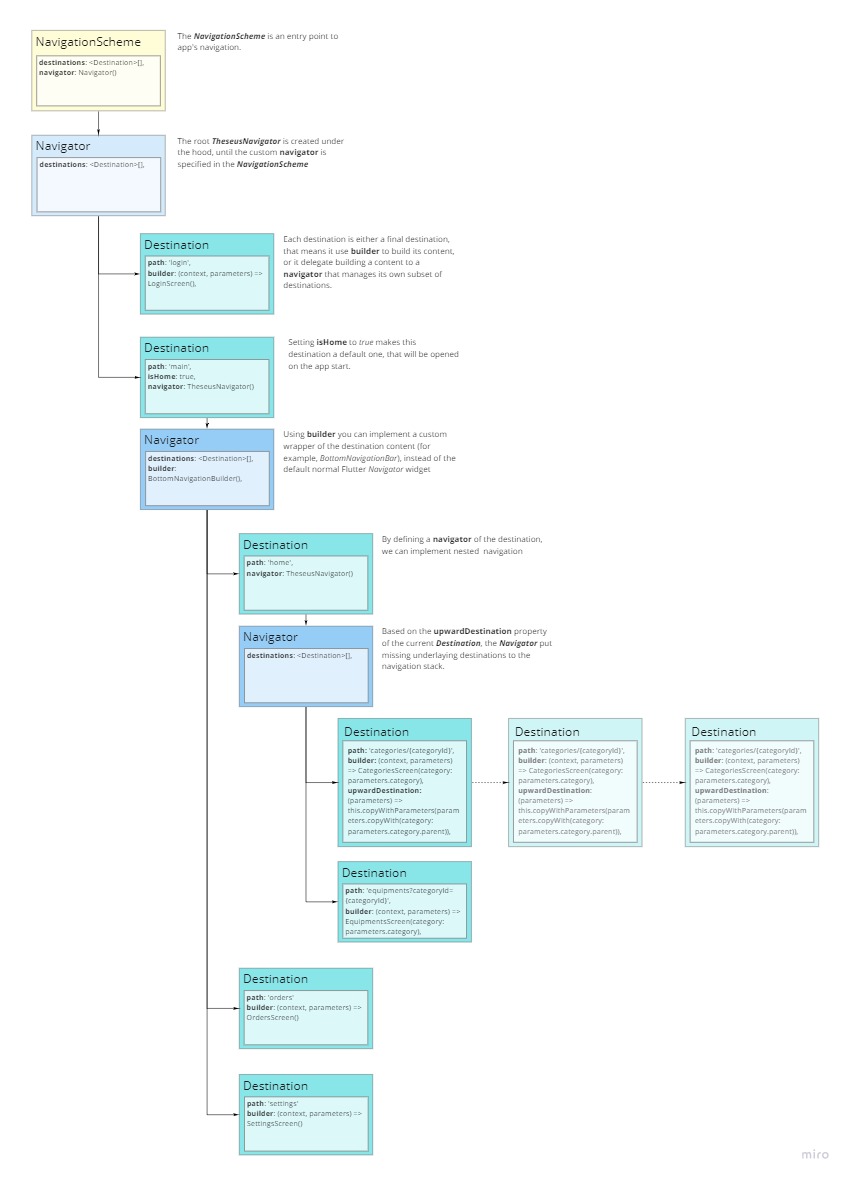 NavigationScheme
destinations: <Destination>[],
navigator: Navigator()
The NavigationScheme is an entry point to
app's navigation.
Navigator
destinations: <Destination>[],
The root TheseusNavigator is created under
the hood, until the custom navigator is
specified in the NavigationScheme
Destination
path: 'login',
builder: (context, parameters) =>
LoginScreen(),
Each destination is either a final destination,
that means it use builder to build its content,
or it delegate building a content to a
navigator that manages its own subset of
destinations.
Destination
path: 'main',
isHome: true,
navigator: TheseusNavigator()
Setting isHome to true makes this
destination a default one, that will be opened
on the app start.
Navigator
destinations: <Destination>[],
builder:
BottomNavigationBuilder(),
Using builder you can implement a custom
wrapper of the destination content (for
example, BottomNavigationBar), instead of the
default normal Flutter Navigator widget
Destination
path: 'home',
navigator: TheseusNavigator()
By defining a navigator of the destination,
we can implement nested  navigation
Navigator
destinations: <Destination>[],
Based on the upwardDestination property
of the current Destination, the Navigator put
missing underlaying destinations to the
navigation stack.
Destination
path: 'categories/{categoryId}',
builder: (context, parameters)
=> CategoriesScreen(category:
parameters.category),
upwardDestination:
(parameters) =>
this.copyWithParameters(param
eters.copyWith(category:
parameters.category.parent)),
Destination
path: 'categories/{categoryId}',
builder: (context, parameters)
=> CategoriesScreen(category:
parameters.category),
upwardDestination:
(parameters) =>
this.copyWithParameters(param
eters.copyWith(category:
parameters.category.parent)),
Destination
path: 'categories/{categoryId}',
builder: (context, parameters)
=> CategoriesScreen(category:
parameters.category),
upwardDestination:
(parameters) =>
this.copyWithParameters(param
eters.copyWith(category:
parameters.category.parent)),
Destination
path: 'equipments?categoryId=
{categoryId}',
builder: (context, parameters) =>
EquipmentsScreen(category:
parameters.category),
Destination
path: 'orders'
builder: (context, parameters) =>
OrdersScreen()
Destination
path: 'settings'
builder: (context, parameters) =>
SettingsScreen()
miro